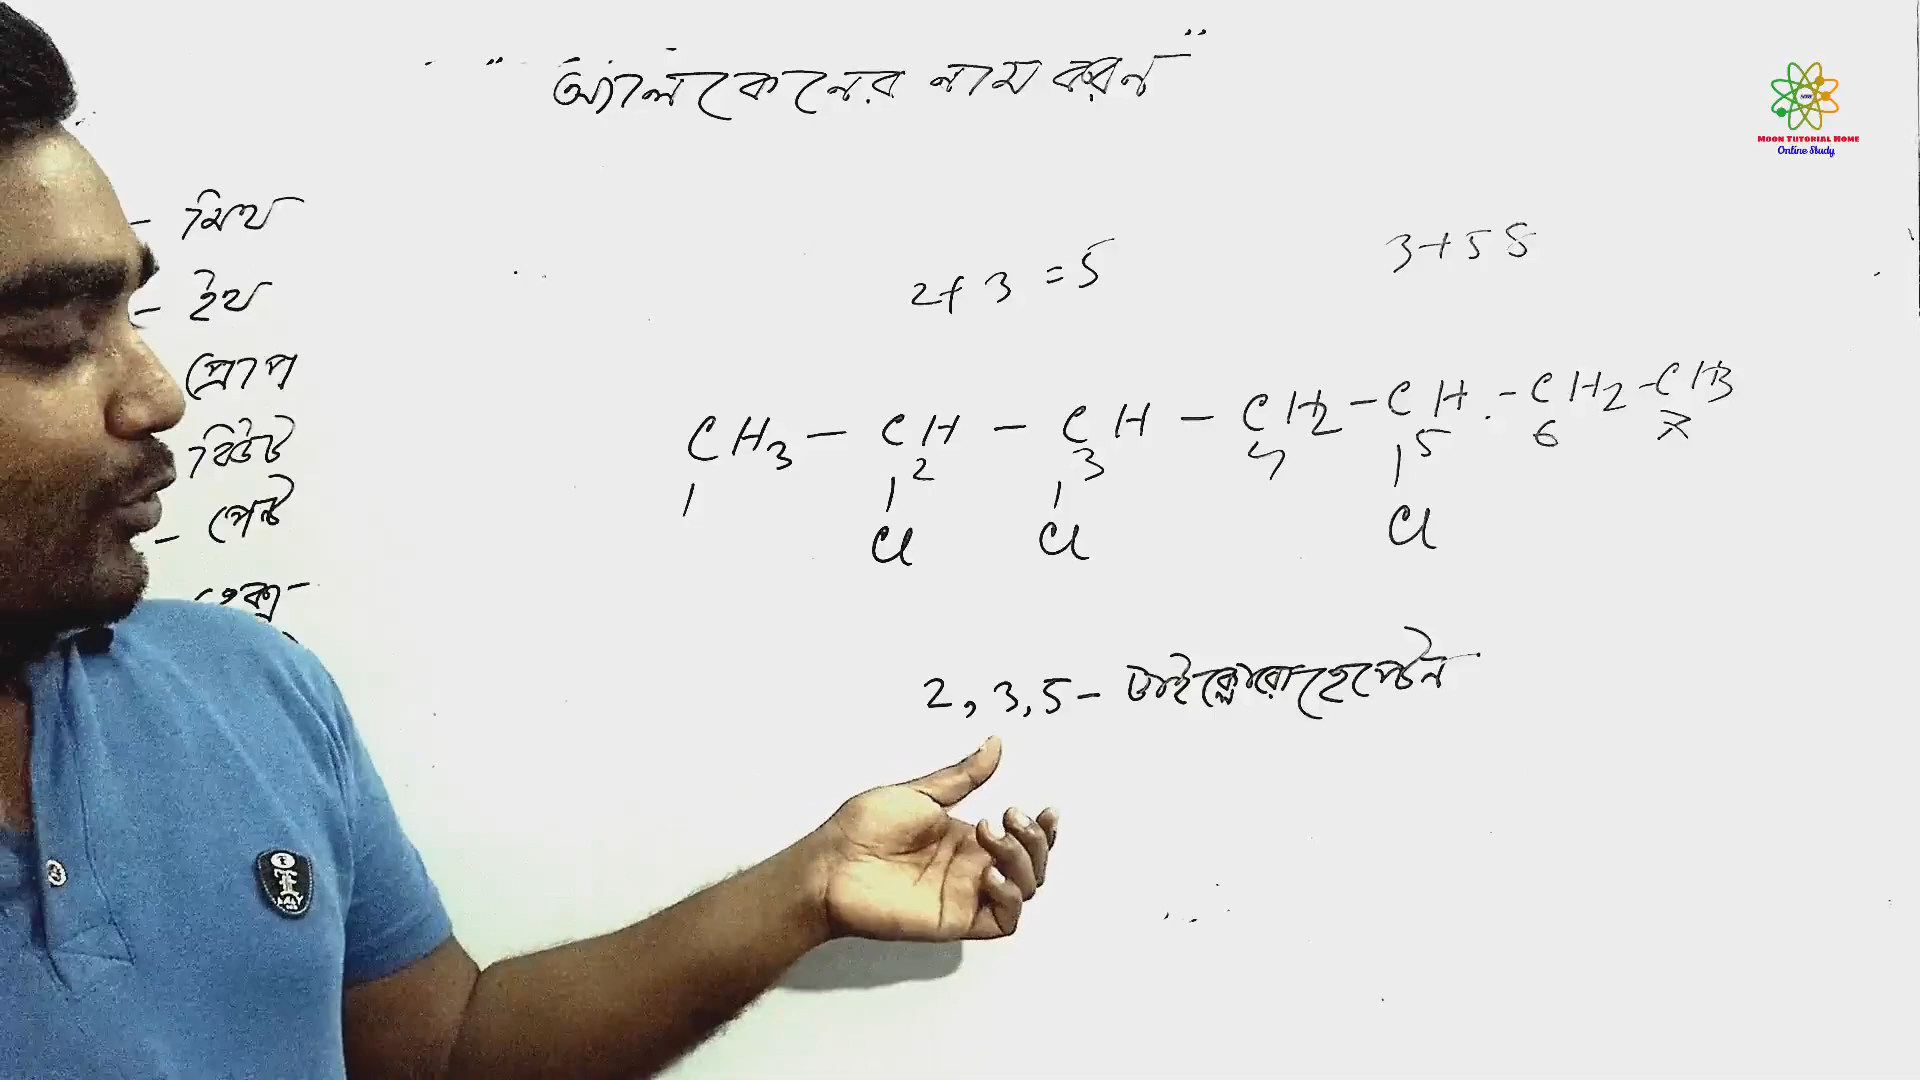 "অ্যালকেনের নামকরন"
MOON TUTORIAL HOME
Online Study
- মিথ
- ইথ
প্রোপ
বিউট
- পেন্ট
হেক্স
2+3 =5
3+5 8
CH3 — CH — CH — CH2 — CH - CH2 - CH3
1 2 3 4 5 6 7
Cl Cl Cl
2,3,5- ডাইক্লোরোহেপ্টেন